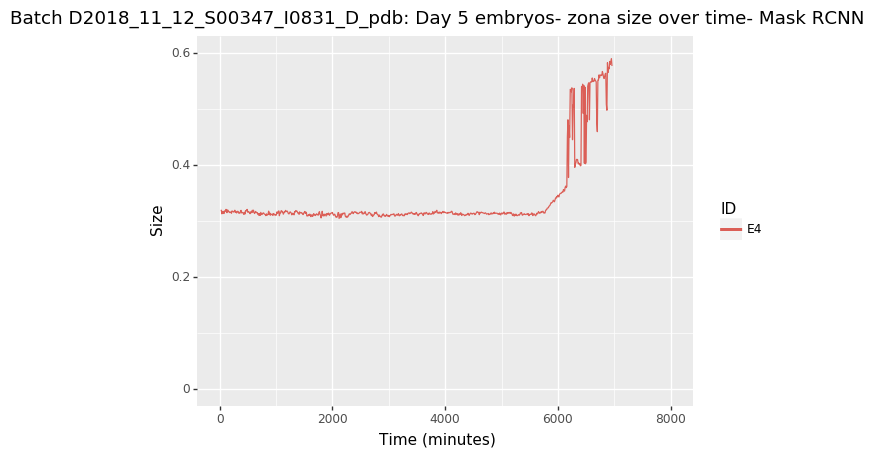 Batch D2018_11_12_S00347_I0831_D_pdb: Day 5 embryos- zona size over time- Mask RCNN
0.6
0.4
0.2
0
Size
0
2000
4000
6000
8000
Time (minutes)
ID
E4